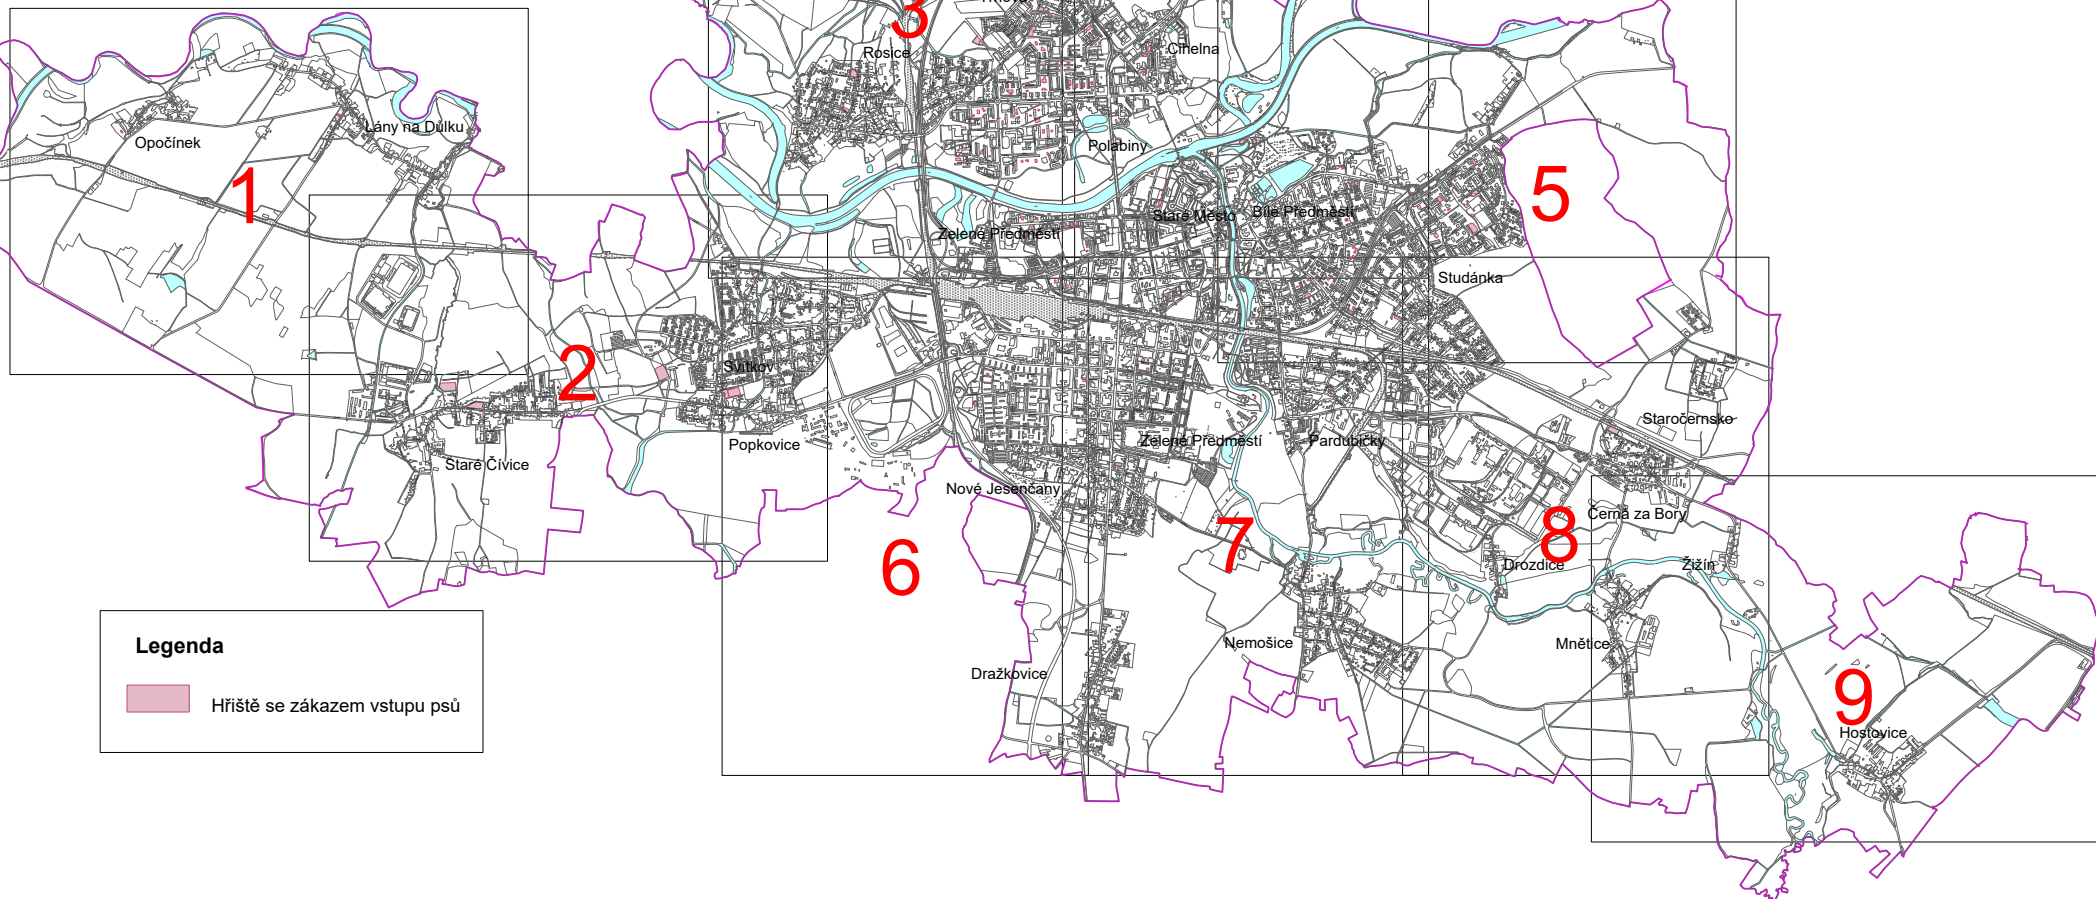 3
Rosice
Cihelna
Opočínek
Lány na Důlku
Polabiny
1
5
Staré Město
Bílé Předměstí
Zelené Předměstí
Studánka
2
Svítkov
Staročernsko
Popkovice
Zelené Předměstí
Pardubičky
Staré Čívice
Nové Jesenčany
Černá za Bory
6
7
8
Drozdice
Žižín
Nemošice
Mnětice
Legenda
Dražkovice
9
Hřiště se zákazem vstupu psů
Hostovice